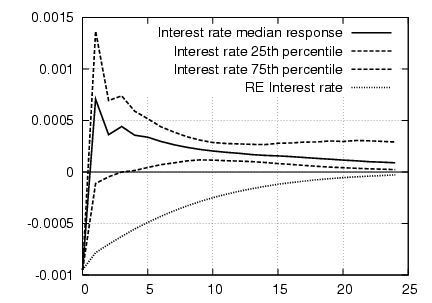 0.0015
Interest rate median response
Interest rate 25th percentile
0.001
Interest rate 75th percentile
RE Interest rate
0.0005
0
-0.0005
-0.001
0 5 10 15 20 25